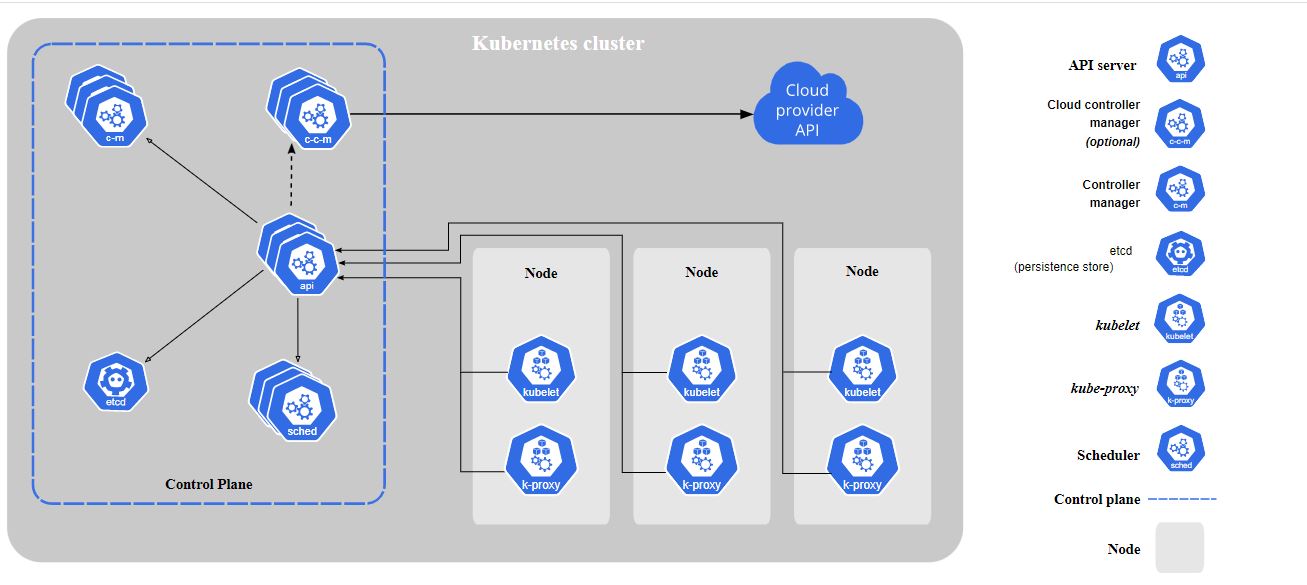 Kubernetes cluster
c-m
c-c-m
Cloud
provider
API
api
etcd
sched
Control Plane
Node
Node
Node
kubelet
kubelet
kubelet
k-proxy
k-proxy
k-proxy
API server
api
Cloud controller
manager
(optional)
c-c-m
Controller
manager
c-m
etcd
(persistence store)
etcd
kubelet
kubelet
kube-proxy
k-proxy
Scheduler
sched
Control plane
Node